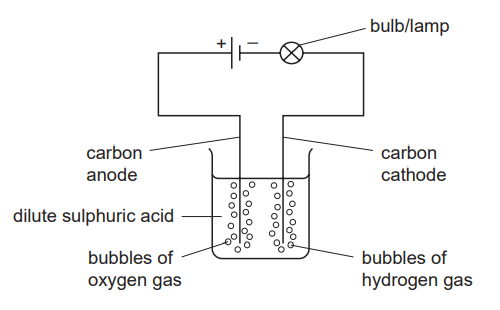 bulb/lamp
+ −
carbon
anode
carbon
cathode
dilute sulphuric acid
bubbles of
oxygen gas
bubbles of
hydrogen gas